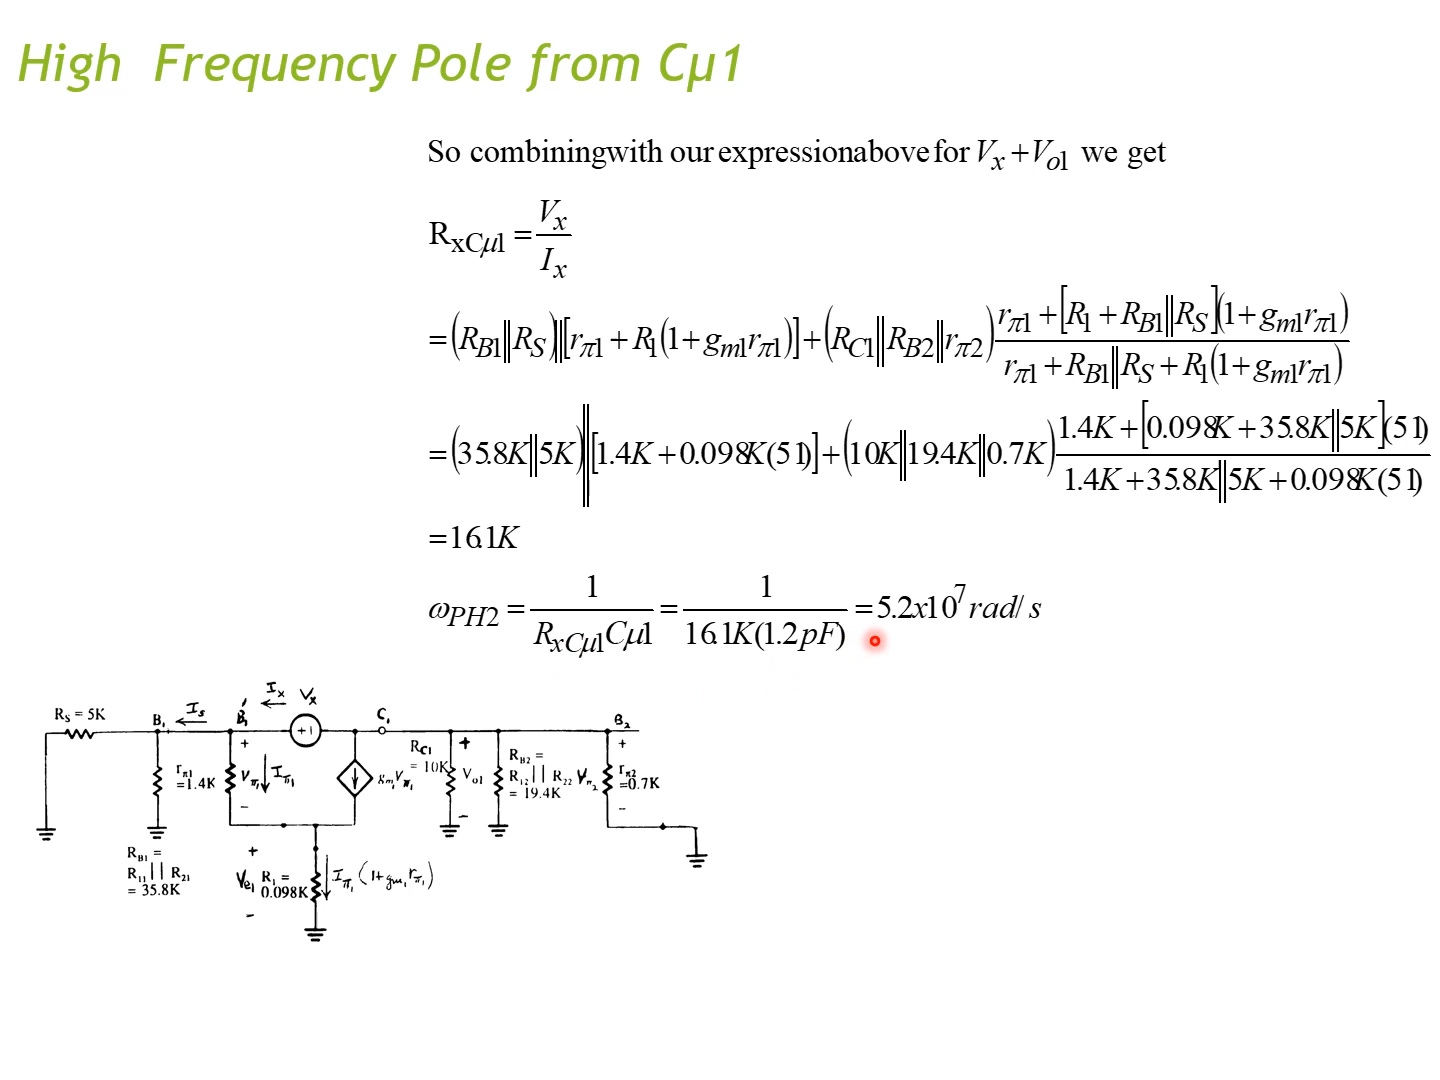 High Frequency Pole from Cμ1
So combining with our expression above for Vx + Vo1 we get
RxCμ1 = Vx / Ix
= (RB1‖RS)‖[rπ1 + R1(1 + gm1rπ1)] + (RC1‖RB2‖rπ2) rπ1 + [R1 + RB1‖RS](1 + gm1rπ1) / rπ1 + RB1‖RS + R1(1 + gm1rπ1)
= (35.8K‖5K)‖[1.4K + 0.098K(51)] + (10K‖19.4K‖0.7K) 1.4K + [0.098K + 35.8K‖5K](51) / 1.4K + 35.8K‖5K + 0.098K(51)
= 16.1K
ωPH2 = 1 / RxCμ1Cμ1 = 1 / 16.1K(1.2pF) = 5.2x10^7 rad/s
Ix Vx
RS = 5K B1 Is B1' C1 B2
+ RC1 + RB2 = +
rπ1 Vπ1 Iπ1 gm1Vπ1 = 10K Vo1 R12 || R22 Vπ2 rπ2
=1.4K = 19.4K =0.7K
− − −
RB1 = +
R11 || R21 Ve1 R1 = Iπ1 (1+gm1rπ1)
= 35.8K 0.098K
−